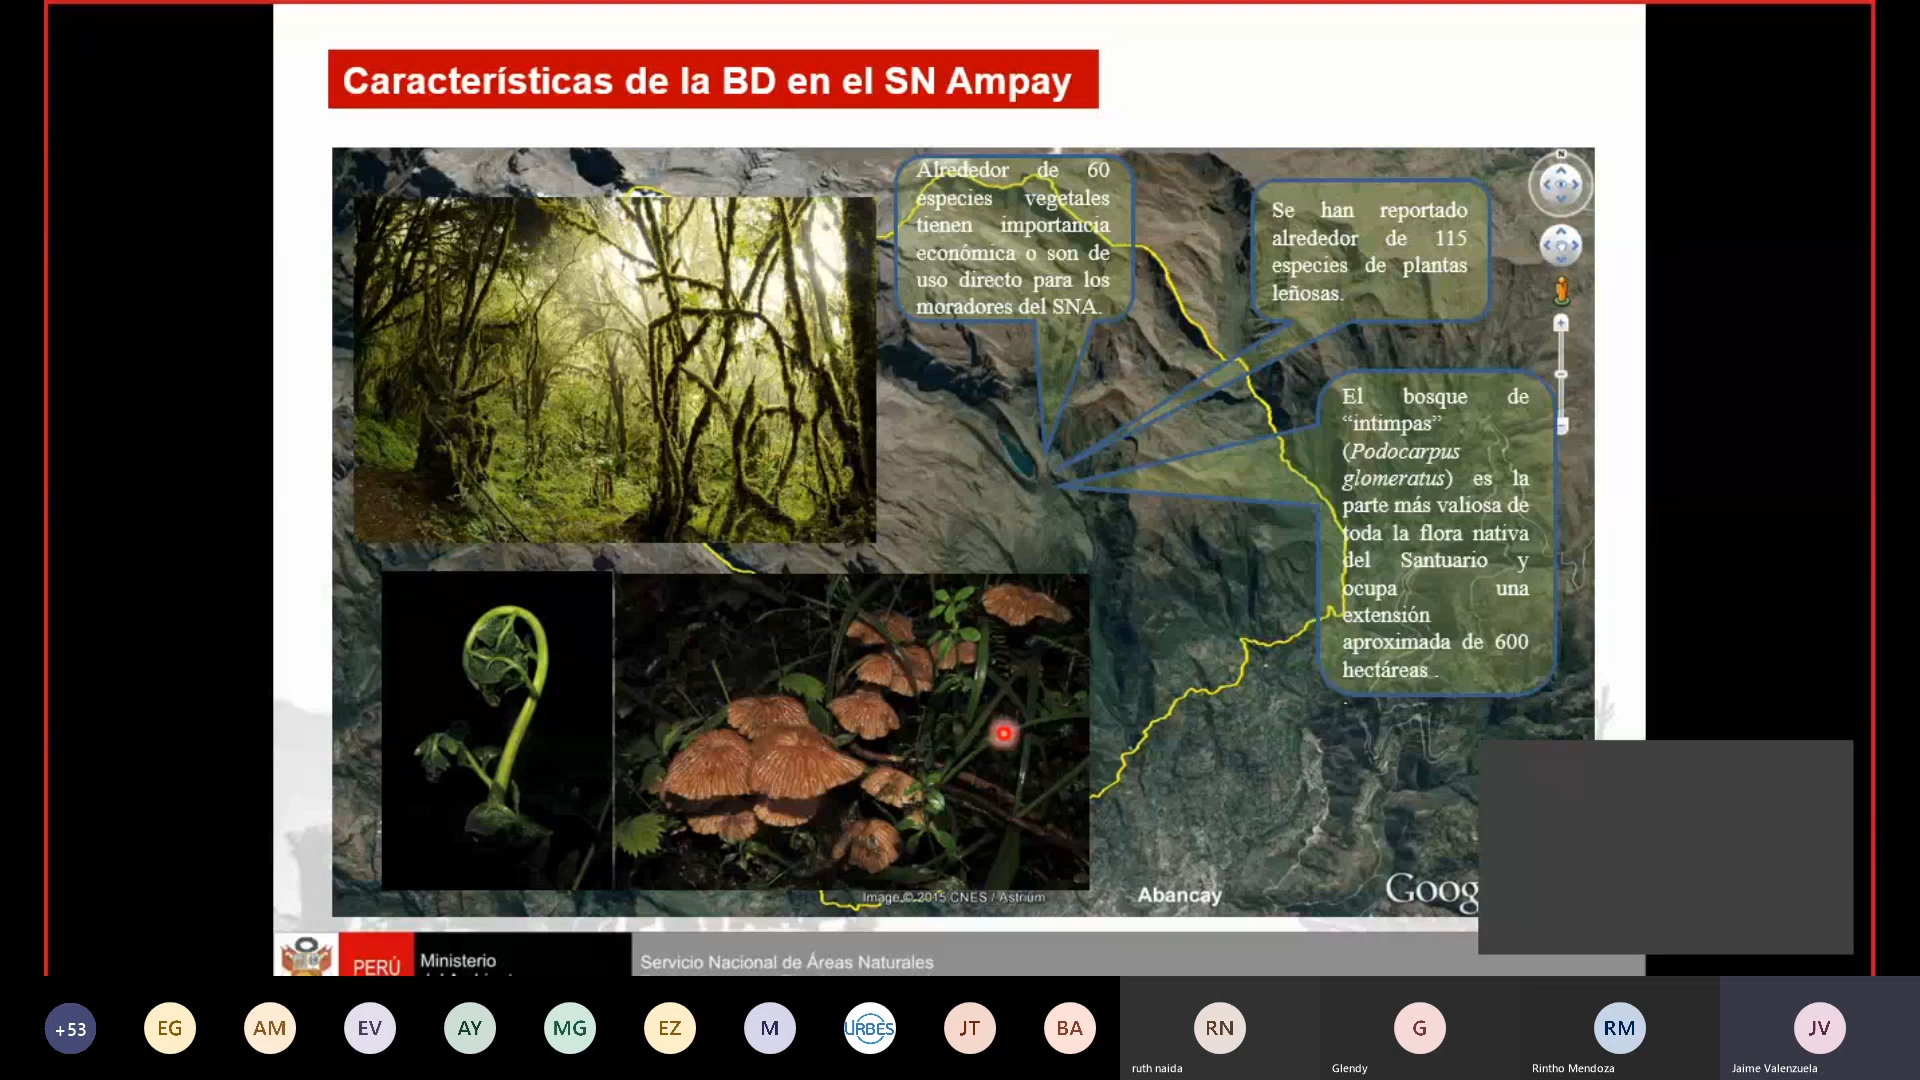 Características de la BD en el SN Ampay
Alrededor de 60
especies vegetales
tienen importancia
económica o son de
uso directo para los
moradores del SNA.
Se han reportado
alrededor de 115
especies de plantas
leñosas.
El bosque de
“intimpas”
(Podocarpus
glomeratus) es la
parte más valiosa de
toda la flora nativa
del Santuario y
ocupa una
extensión
aproximada de 600
hectáreas .
N
Image © 2015 CNES / Astrium
Abancay
Goog
PERÚ
Ministerio
Servicio Nacional de Áreas Naturales
+53
EG
AM
EV
AY
MG
EZ
M
URBES
JT
BA
RN
G
RM
JV
ruth naida
Glendy
Rintho Mendoza
Jaime Valenzuela